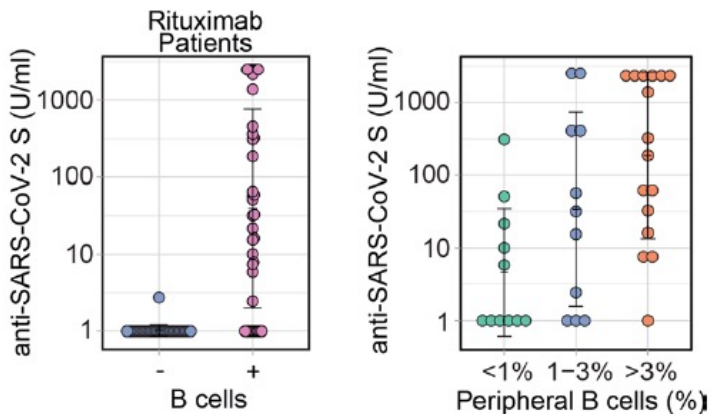 Rituximab
Patients
anti-SARS-CoV-2 S (U/ml)
1000
100
10
1
- +
B cells
anti-SARS-CoV-2 S (U/ml)
1000
100
10
1
<1% 1-3% >3%
Peripheral B cells (%)